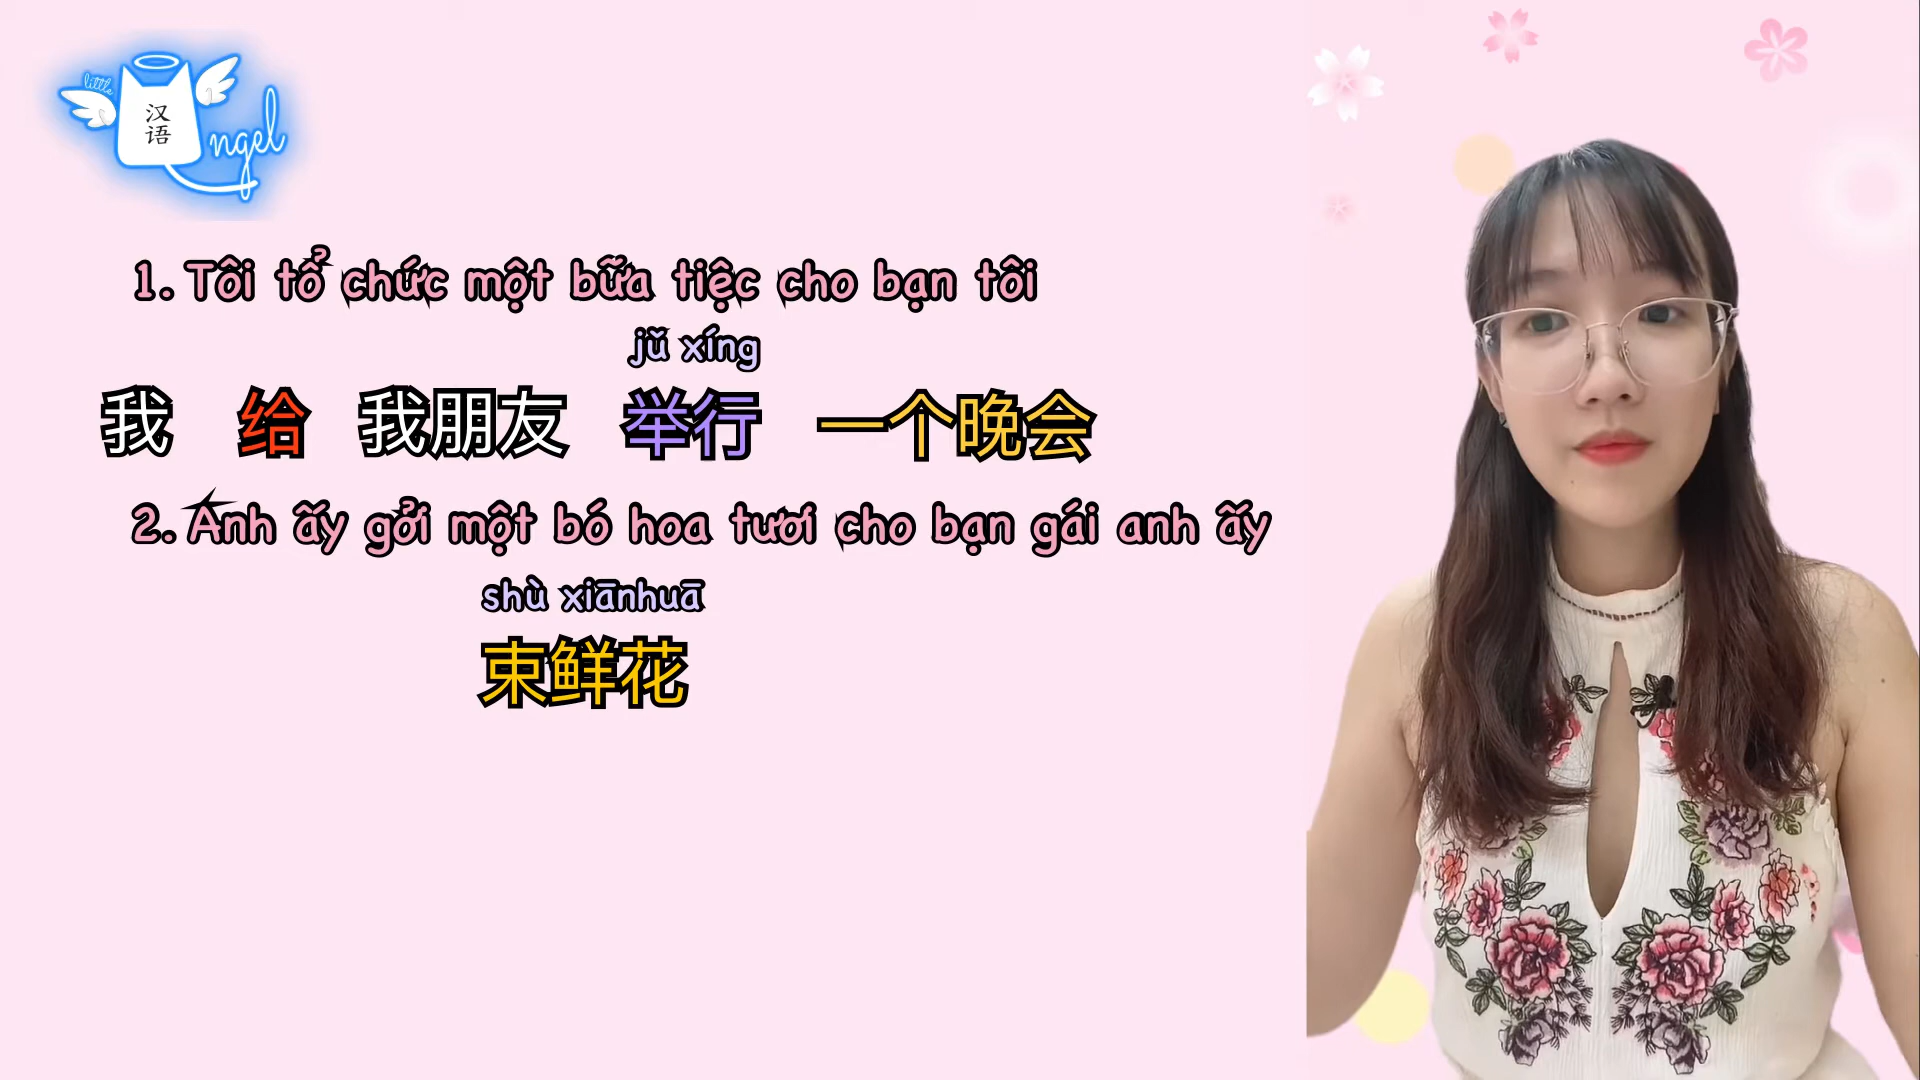 little
汉语
Angel
1. Tôi tổ chức một bữa tiệc cho bạn tôi
jǔ xíng
我 给 我朋友 举行 一个晚会
2. Anh ấy gởi một bó hoa tươi cho bạn gái anh ấy
shù xiānhuā
束鲜花